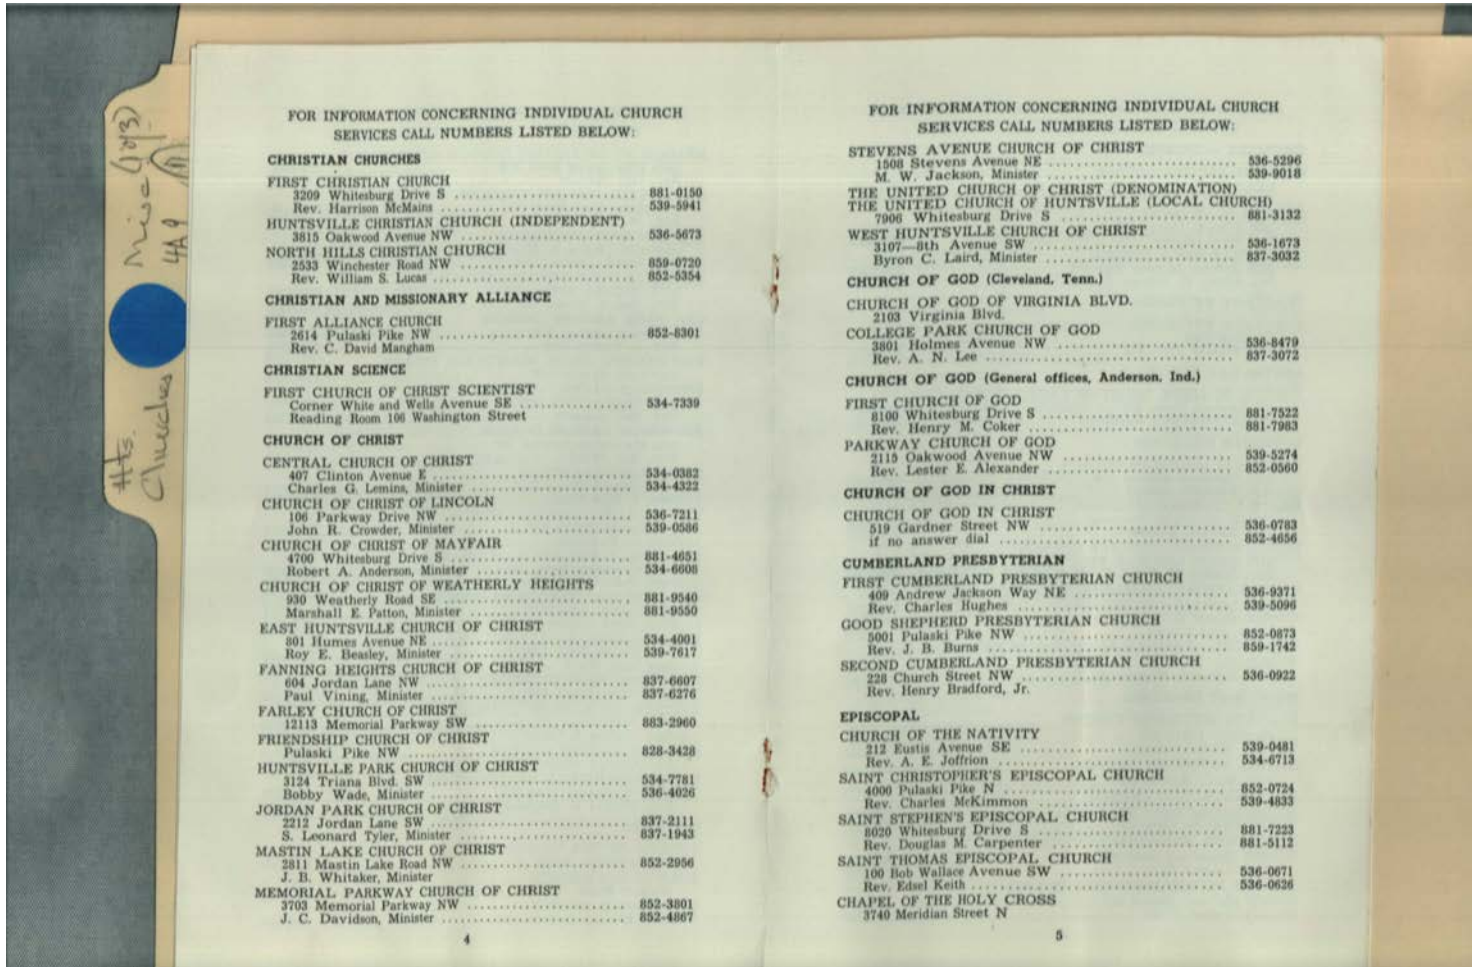 Hts. Churches Misc (1 of 3)
4A9
FOR INFORMATION CONCERNING INDIVIDUAL CHURCH
SERVICES CALL NUMBERS LISTED BELOW:
CHRISTIAN CHURCHES
FIRST CHRISTIAN CHURCH
3209 Whitesburg Drive S .......... 881-0150
Rev. Harrison McMains .......... 539-5941
HUNTSVILLE CHRISTIAN CHURCH (INDEPENDENT)
3815 Oakwood Avenue NW .......... 536-5673
NORTH HILLS CHRISTIAN CHURCH
2533 Winchester Road NW .......... 859-0720
Rev. William S. Lucas .......... 852-5354
CHRISTIAN AND MISSIONARY ALLIANCE
FIRST ALLIANCE CHURCH
2614 Pulaski Pike NW .......... 852-8301
Rev. C. David Mangham
CHRISTIAN SCIENCE
FIRST CHURCH OF CHRIST SCIENTIST
Corner White and Wells Avenue SE .......... 534-7339
Reading Room 106 Washington Street
CHURCH OF CHRIST
CENTRAL CHURCH OF CHRIST
407 Clinton Avenue E .......... 534-0382
Charles G. Lemins, Minister .......... 534-4322
CHURCH OF CHRIST OF LINCOLN
106 Parkway Drive NW .......... 536-7211
John R. Crowder, Minister .......... 539-0586
CHURCH OF CHRIST OF MAYFAIR
4700 Whitesburg Drive S .......... 881-4651
Robert A. Anderson, Minister .......... 534-6608
CHURCH OF CHRIST OF WEATHERLY HEIGHTS
930 Weatherly Road SE .......... 881-9540
Marshall E. Patton, Minister .......... 881-9550
EAST HUNTSVILLE CHURCH OF CHRIST
801 Humes Avenue NE .......... 534-4001
Roy E. Beasley, Minister .......... 539-7617
FANNING HEIGHTS CHURCH OF CHRIST
604 Jordan Lane NW .......... 837-6607
Paul Vining, Minister .......... 837-6276
FARLEY CHURCH OF CHRIST
12113 Memorial Parkway SW .......... 883-2960
FRIENDSHIP CHURCH OF CHRIST
Pulaski Pike NW .......... 828-3428
HUNTSVILLE PARK CHURCH OF CHRIST
3124 Triana Blvd. SW .......... 534-7781
Bobby Wade, Minister .......... 536-4026
JORDAN PARK CHURCH OF CHRIST
2212 Jordan Lane SW .......... 837-2111
S. Leonard Tyler, Minister .......... 837-1943
MASTIN LAKE CHURCH OF CHRIST
2811 Mastin Lake Road NW .......... 852-2956
J. B. Whitaker, Minister
MEMORIAL PARKWAY CHURCH OF CHRIST
3703 Memorial Parkway NW .......... 852-3801
J. C. Davidson, Minister .......... 852-4867
4
FOR INFORMATION CONCERNING INDIVIDUAL CHURCH
SERVICES CALL NUMBERS LISTED BELOW:
STEVENS AVENUE CHURCH OF CHRIST
1508 Stevens Avenue NE .......... 536-5296
M. W. Jackson, Minister .......... 539-9018
THE UNITED CHURCH OF CHRIST (DENOMINATION)
THE UNITED CHURCH OF HUNTSVILLE (LOCAL CHURCH)
7906 Whitesburg Drive S .......... 881-3132
WEST HUNTSVILLE CHURCH OF CHRIST
3107—8th Avenue SW .......... 536-1673
Byron C. Laird, Minister .......... 837-3032
CHURCH OF GOD (Cleveland, Tenn.)
CHURCH OF GOD OF VIRGINIA BLVD.
2103 Virginia Blvd.
COLLEGE PARK CHURCH OF GOD
3801 Holmes Avenue NW .......... 536-8479
Rev. A. N. Lee .......... 837-3072
CHURCH OF GOD (General offices, Anderson, Ind.)
FIRST CHURCH OF GOD
8100 Whitesburg Drive S .......... 881-7522
Rev. Henry M. Coker .......... 881-7983
PARKWAY CHURCH OF GOD
2115 Oakwood Avenue NW .......... 539-5274
Rev. Lester E. Alexander .......... 852-0560
CHURCH OF GOD IN CHRIST
CHURCH OF GOD IN CHRIST
519 Gardner Street NW .......... 536-0783
if no answer dial .......... 852-4656
CUMBERLAND PRESBYTERIAN
FIRST CUMBERLAND PRESBYTERIAN CHURCH
409 Andrew Jackson Way NE .......... 536-9371
Rev. Charles Hughes .......... 539-5096
GOOD SHEPHERD PRESBYTERIAN CHURCH
5001 Pulaski Pike NW .......... 852-0873
Rev. J. B. Burns .......... 859-1742
SECOND CUMBERLAND PRESBYTERIAN CHURCH
228 Church Street NW .......... 536-0922
Rev. Henry Bradford, Jr.
EPISCOPAL
CHURCH OF THE NATIVITY
212 Eustis Avenue SE .......... 539-0481
Rev. A. E. Joffrion .......... 534-6713
SAINT CHRISTOPHER'S EPISCOPAL CHURCH
4000 Pulaski Pike N .......... 852-0724
Rev. Charles McKimmon .......... 539-4833
SAINT STEPHEN'S EPISCOPAL CHURCH
8020 Whitesburg Drive S .......... 881-7223
Rev. Douglas M. Carpenter .......... 881-5112
SAINT THOMAS EPISCOPAL CHURCH
100 Bob Wallace Avenue SW .......... 536-0671
Rev. Edsel Keith .......... 536-0626
CHAPEL OF THE HOLY CROSS
3740 Meridian Street N
5